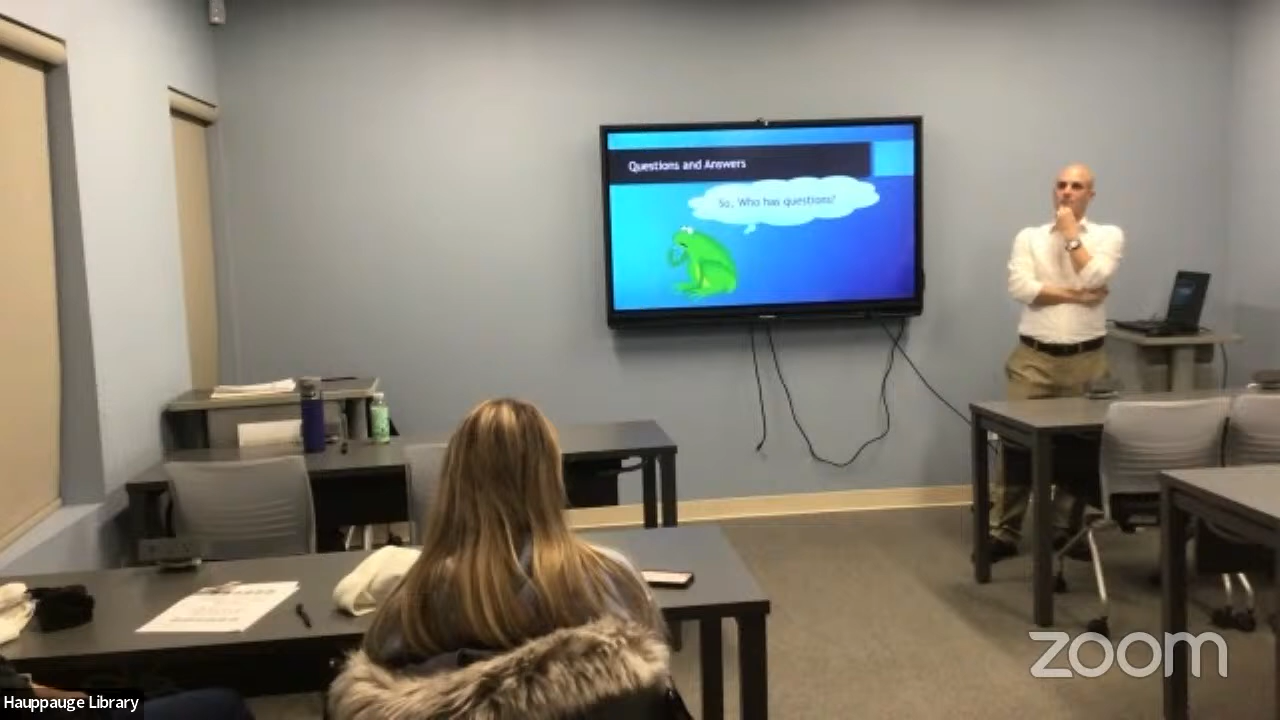 Questions and Answers
So, Who has questions?
zoom
Hauppauge Library